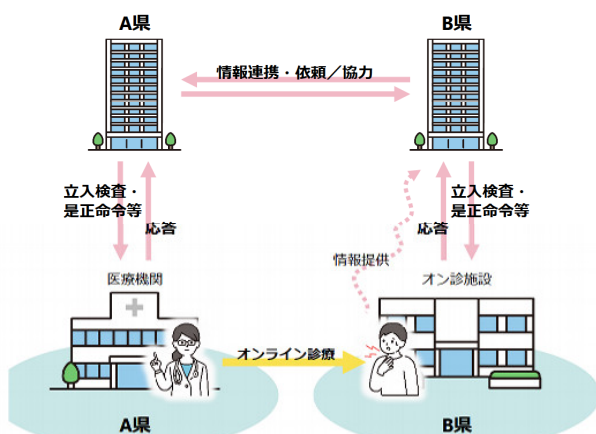 A県
B県
情報連携・依頼／協力
立入検査・
是正命令等
応答
立入検査・
是正命令等
応答
情報提供
医療機関
オン診施設
オンライン診療
A県
B県